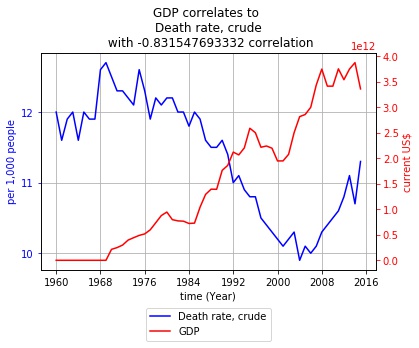 GDP correlates to
Death rate, crude
with -0.831547693332 correlation
1e12
12
11
10
per 1,000 people
4.0
3.5
3.0
2.5
2.0
1.5
1.0
0.5
0.0
current US$
1960 1968 1976 1984 1992 2000 2008 2016
time (Year)
Death rate, crude
GDP